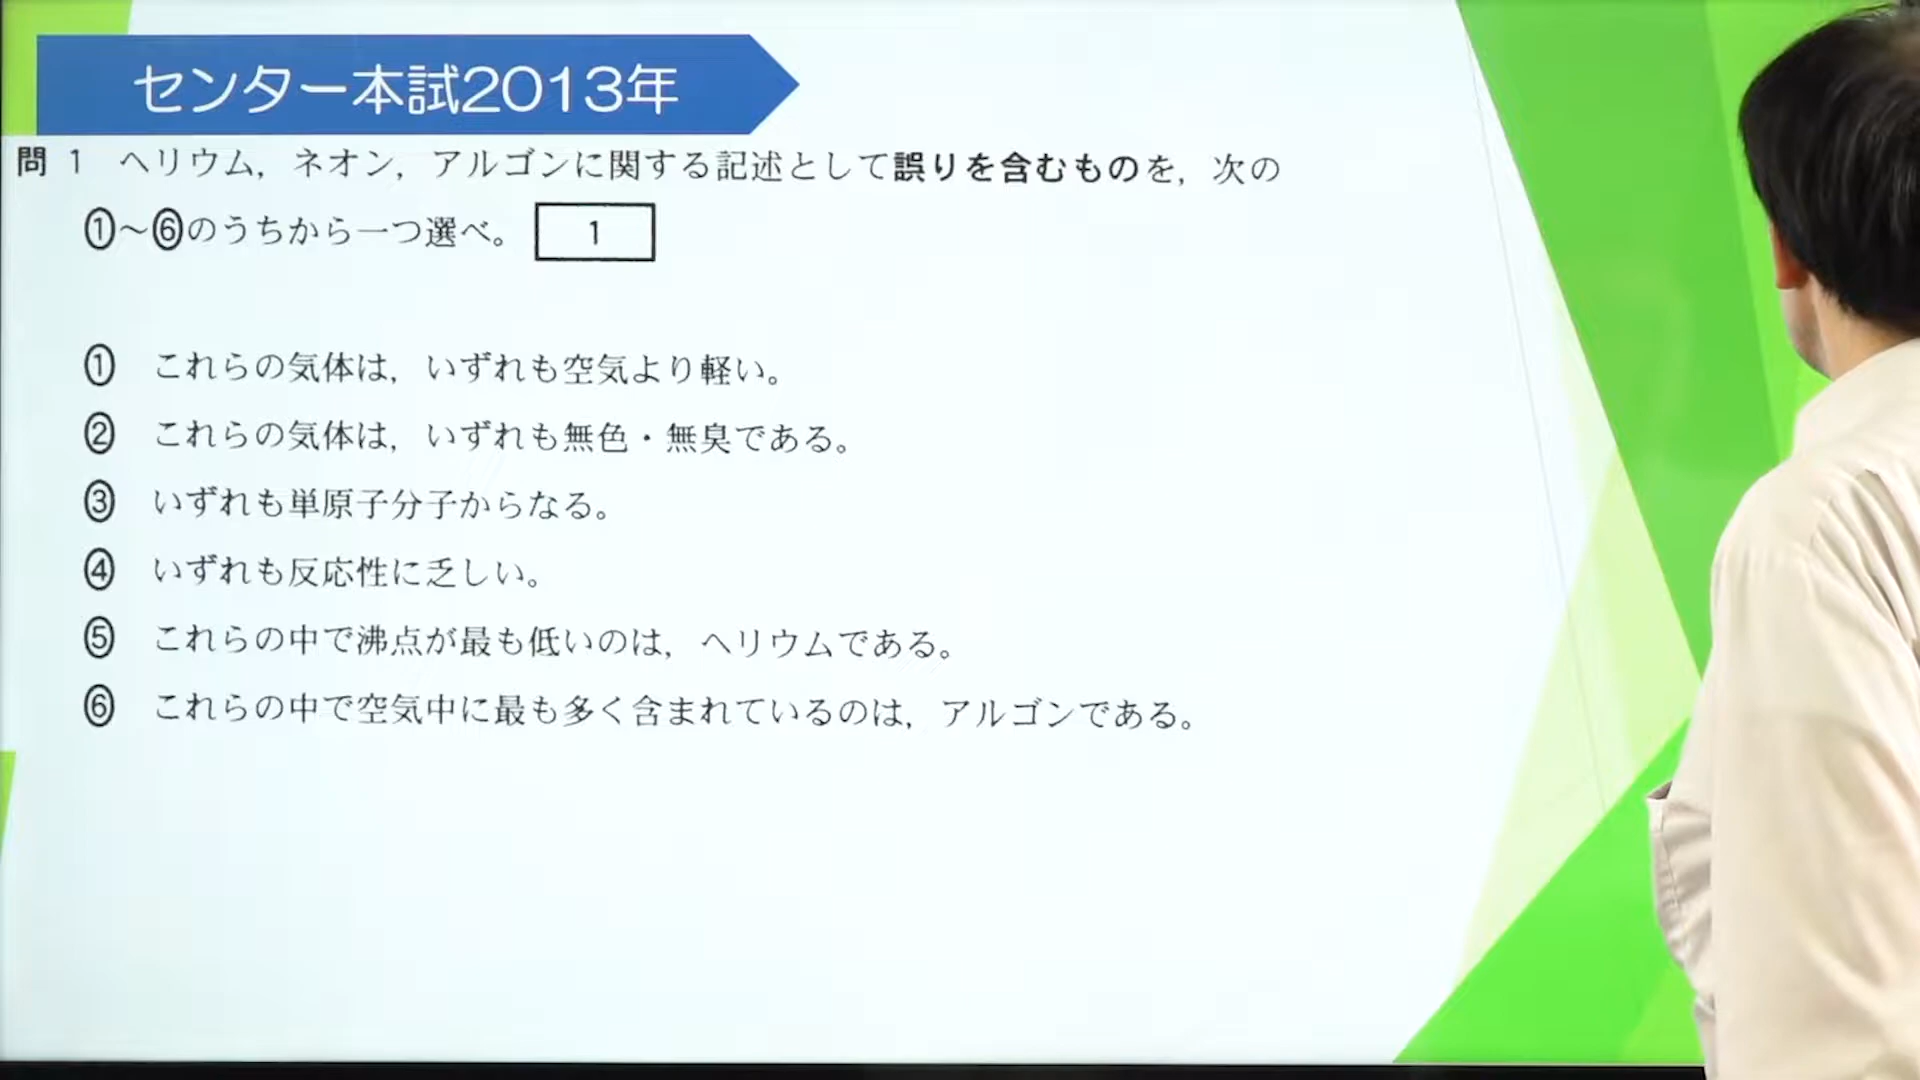 センター本試2013年
問 1 ヘリウム，ネオン，アルゴンに関する記述として誤りを含むものを，次の
①～⑥のうちから一つ選べ。 1
① これらの気体は，いずれも空気より軽い。
② これらの気体は，いずれも無色・無臭である。
③ いずれも単原子分子からなる。
④ いずれも反応性に乏しい。
⑤ これらの中で沸点が最も低いのは，ヘリウムである。
⑥ これらの中で空気中に最も多く含まれているのは，アルゴンである。